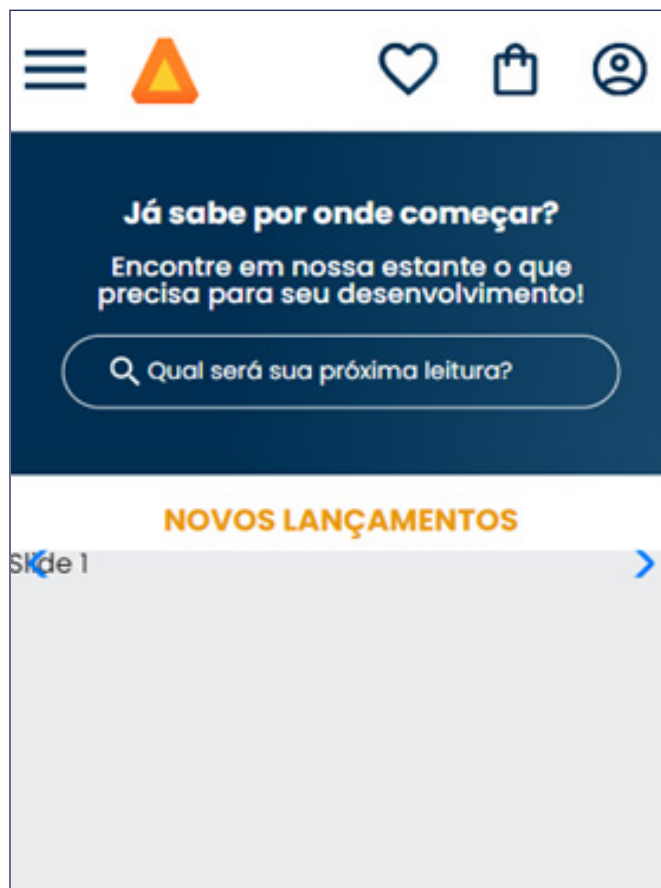 Já sabe por onde começar?
Encontre em nossa estante o que
precisa para seu desenvolvimento!
Qual será sua próxima leitura?
NOVOS LANÇAMENTOS
Slide 1